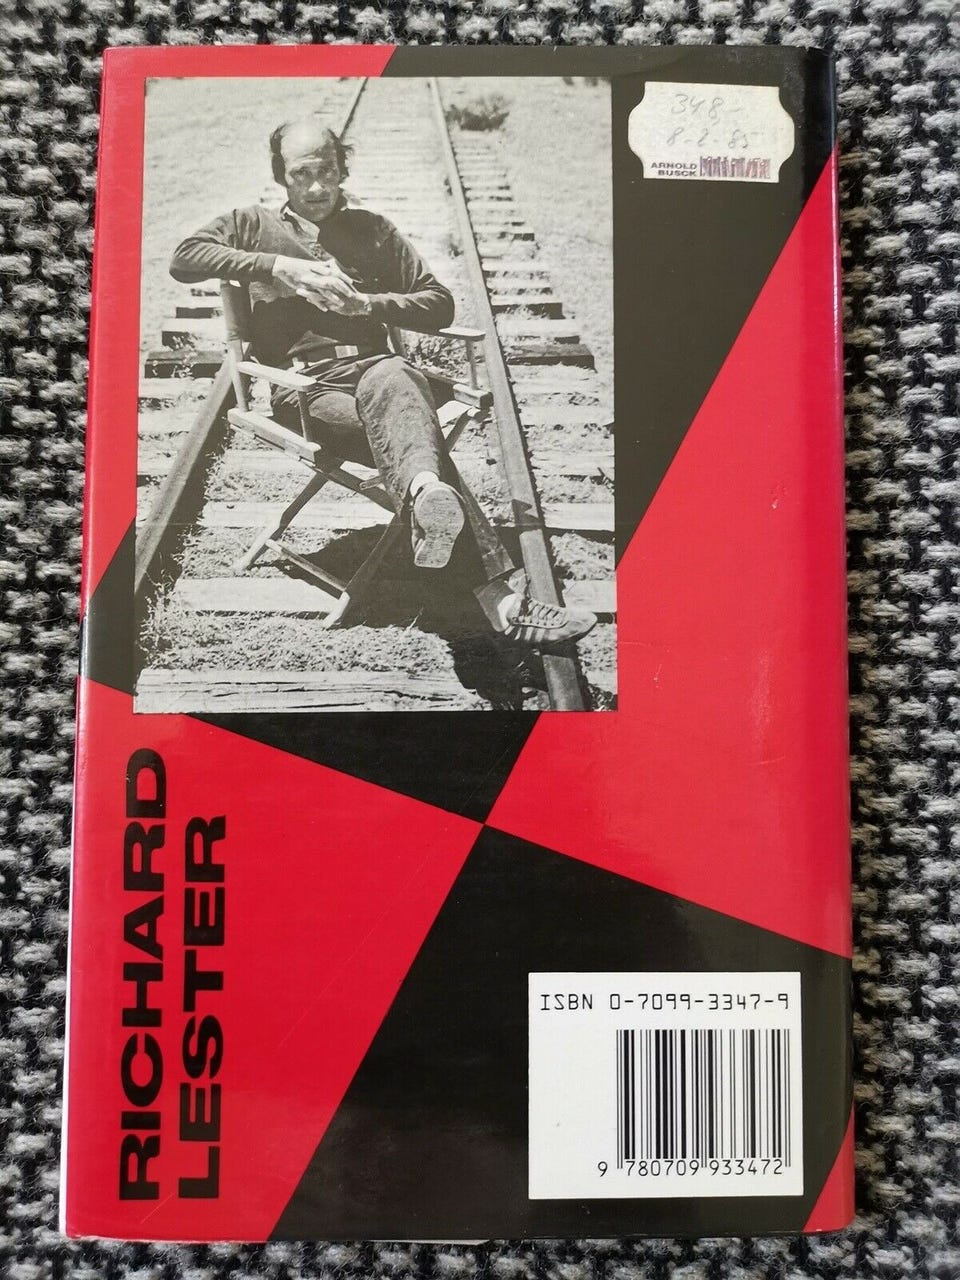 348-
8-2-85
ARNOLD
BUSCK
RICHARD
LESTER
ISBN 0-7099-3347-9
9 780709 933472